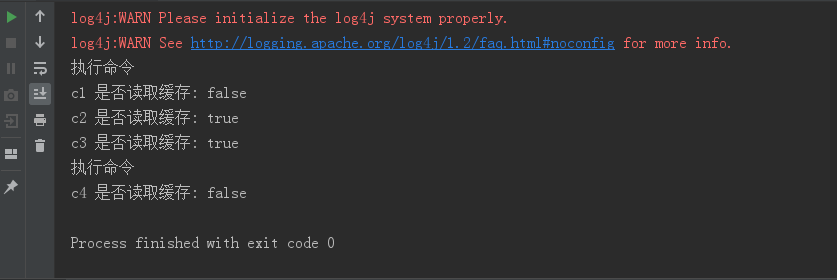 log4j:WARN Please initialize the log4j system properly.
log4j:WARN See http://logging.apache.org/log4j/1.2/faq.html#noconfig for more info.
执行命令
c1 是否读取缓存: false
c2 是否读取缓存: true
c3 是否读取缓存: true
执行命令
c4 是否读取缓存: false
Process finished with exit code 0